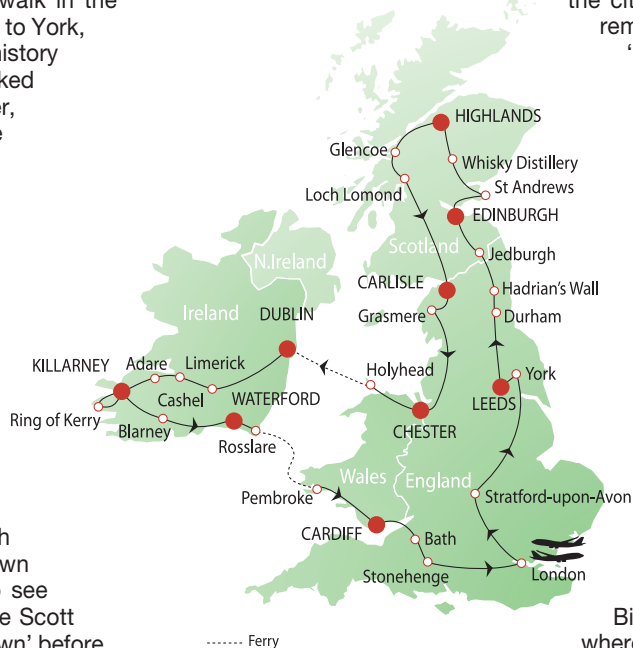 walk in the
to York,
history
ked
er,
e
the cit
rem
‘
HIGHLANDS
Glencoe
Whisky Distillery
Loch Lomond
St Andrews
EDINBURGH
Scotland
Jedburgh
N.Ireland
CARLISLE
Hadrian's Wall
Ireland
DUBLIN
Grasmere
Durham
KILLARNEY
Adare
Limerick
Holyhead
York
Cashel
WATERFORD
LEEDS
Ring of Kerry
Blarney
CHESTER
Rosslare
Wales
England
Pembroke
Stratford-upon-Avon
CARDIFF
Bath
Stonehenge
London
h
wn
see
e Scott
wn’ before
Bi
where
Ferry